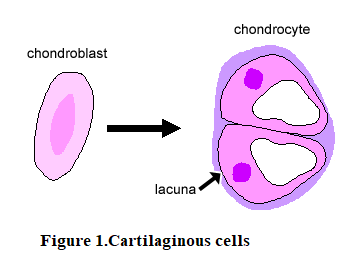 chondrocyte
chondroblast
lacuna
Figure 1.Cartilaginous cells